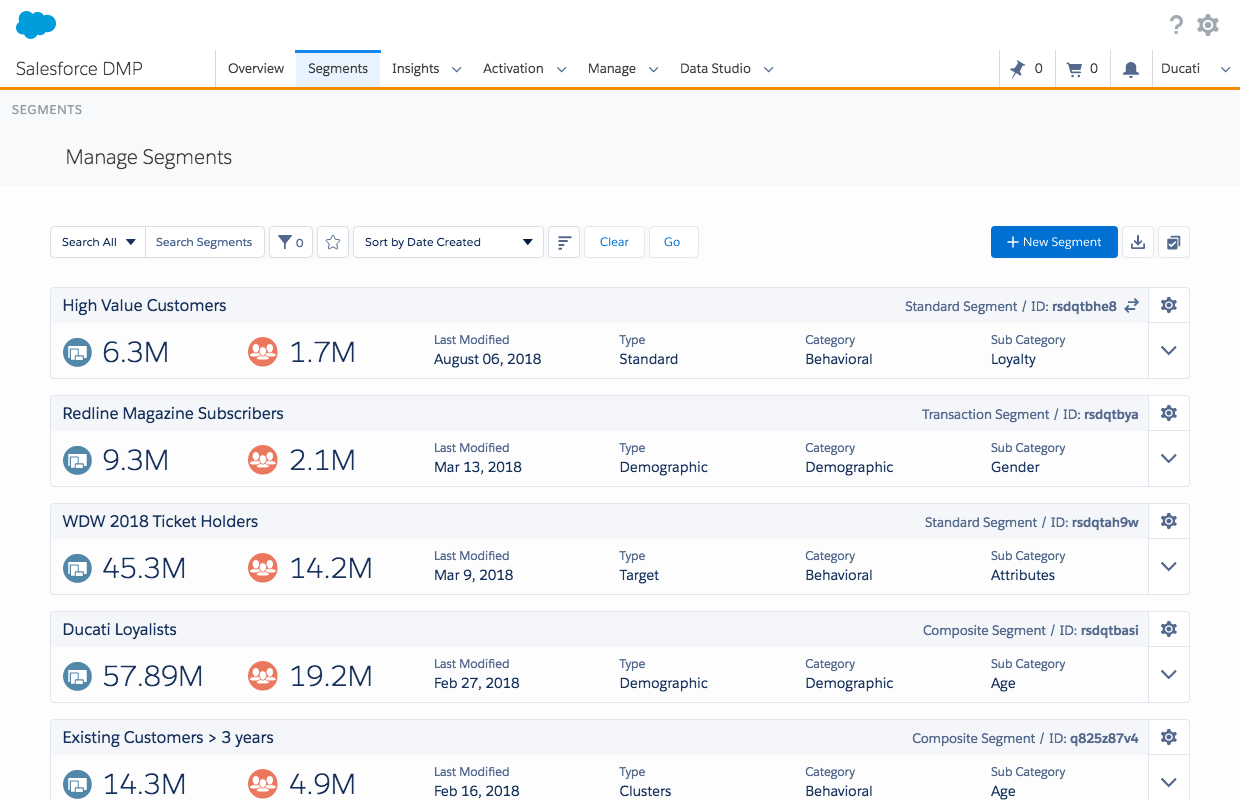 ?
Salesforce DMP
Overview Segments Insights Activation Manage Data Studio 0 0 Ducati
SEGMENTS
Manage Segments
Search All Search Segments 0 Sort by Date Created Clear Go + New Segment
High Value Customers Standard Segment / ID: rsdqtbhe8
6.3M 1.7M
Last Modified Type Category Sub Category
August 06, 2018 Standard Behavioral Loyalty
Redline Magazine Subscribers Transaction Segment / ID: rsdqtbya
9.3M 2.1M
Last Modified Type Category Sub Category
Mar 13, 2018 Demographic Demographic Gender
WDW 2018 Ticket Holders Standard Segment / ID: rsdqtah9w
45.3M 14.2M
Last Modified Type Category Sub Category
Mar 9, 2018 Target Behavioral Attributes
Ducati Loyalists Composite Segment / ID: rsdqtbasi
57.89M 19.2M
Last Modified Type Category Sub Category
Feb 27, 2018 Demographic Demographic Age
Existing Customers > 3 years Composite Segment / ID: q825z87v4
14.3M 4.9M
Last Modified Type Category Sub Category
Feb 16, 2018 Clusters Behavioral Age